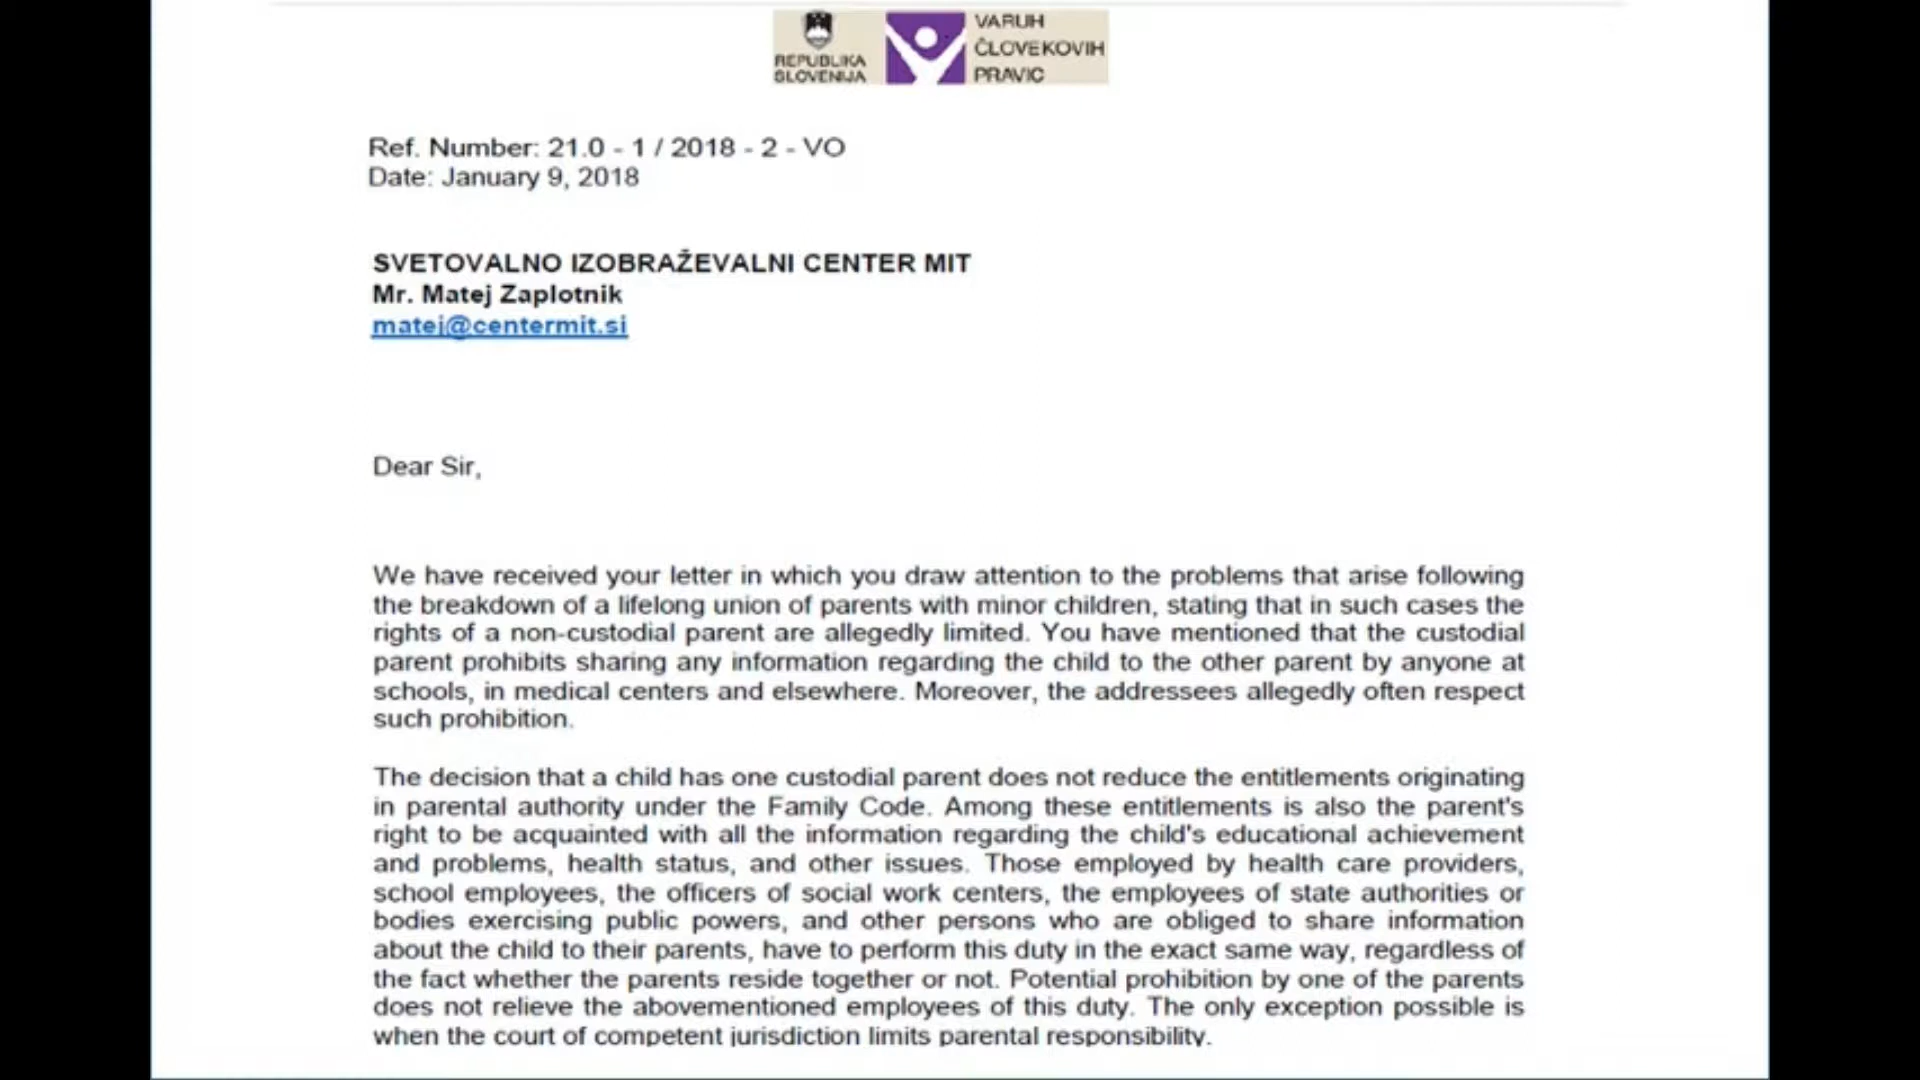 REPUBLIKA
SLOVENIJA
VARUH
ČLOVEKOVIH
PRAVIC
Ref. Number: 21.0 - 1 / 2018 - 2 - VO
Date: January 9, 2018
SVETOVALNO IZOBRAŽEVALNI CENTER MIT
Mr. Matej Zaplotnik
matej@centermit.si
Dear Sir,
We have received your letter in which you draw attention to the problems that arise following
the breakdown of a lifelong union of parents with minor children, stating that in such cases the
rights of a non-custodial parent are allegedly limited. You have mentioned that the custodial
parent prohibits sharing any information regarding the child to the other parent by anyone at
schools, in medical centers and elsewhere. Moreover, the addressees allegedly often respect
such prohibition.
The decision that a child has one custodial parent does not reduce the entitlements originating
in parental authority under the Family Code. Among these entitlements is also the parent's
right to be acquainted with all the information regarding the child's educational achievement
and problems, health status, and other issues. Those employed by health care providers,
school employees, the officers of social work centers, the employees of state authorities or
bodies exercising public powers, and other persons who are obliged to share information
about the child to their parents, have to perform this duty in the exact same way, regardless of
the fact whether the parents reside together or not. Potential prohibition by one of the parents
does not relieve the abovementioned employees of this duty. The only exception possible is
when the court of competent jurisdiction limits parental responsibility.